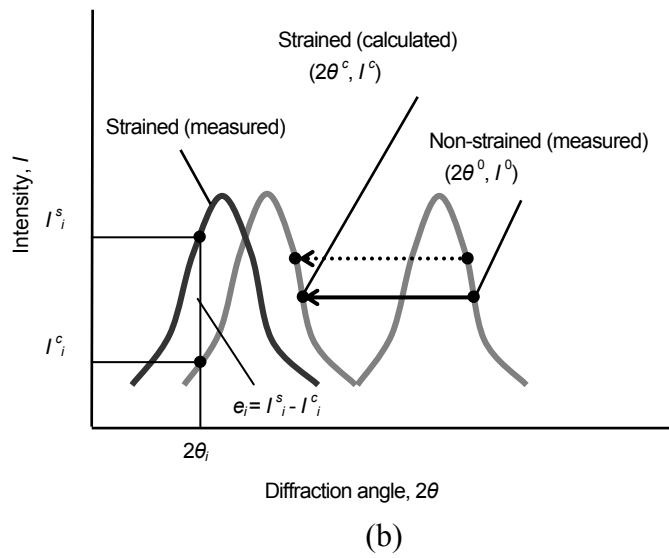 Strained (calculated)
(2θ^c, I^c)
Strained (measured)
Non-strained (measured)
(2θ^0, I^0)
Intensity, I
I^s_i
I^c_i
e_i = I^s_i - I^c_i
2θ_i
Diffraction angle, 2θ
(b)